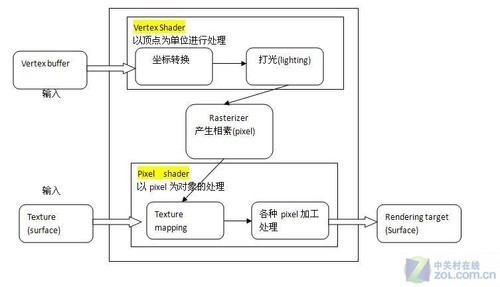 Vertex Shader
以顶点为单位进行处理
Vertex buffer
坐标转换
打光(lighting)
输入
Rasterizer
产生相素(pixel)
Pixel shader
以 pixel 为对象的处理
输入
Texture
(surface)
Texture
mapping
各种 pixel 加工
处理
Rendering target
(Surface)
中关村在线
ZOL.COM.CN